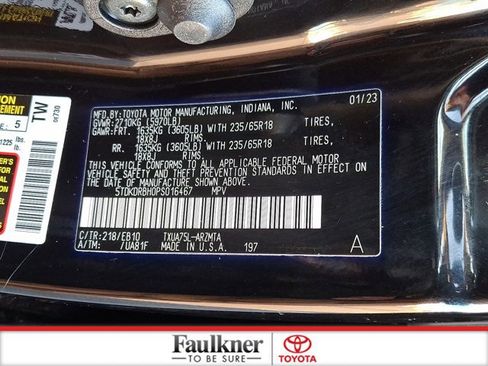 MFD.BY:TOYOTA MOTOR MANUFACTURING, INDIANA, INC.
GVWR:2710KG (5970LB) 01/23
GAWR:FRT. 1635KG (3605LB) WITH 235/65R18 TIRES,
18X8J RIMS,
RR. 1635KG (3605LB) WITH 235/65R18 TIRES,
18X8J RIMS
THIS VEHICLE CONFORMS TO ALL APPLICABLE FEDERAL MOTOR
VEHICLE SAFETY AND THEFT PREVENTION STANDARDS IN EFFECT
ON THE DATE OF MANUFACTURE SHOWN ABOVE.
5TDKDRBH0PS016467 MPV
C/TR:218/EB10 TXUA75L-ARZMTA
A/TM: /UA81F MADE IN U.S.A. 197
A
TW
5
1225 lbs.
Faulkner
TO BE SURE
TOYOTA